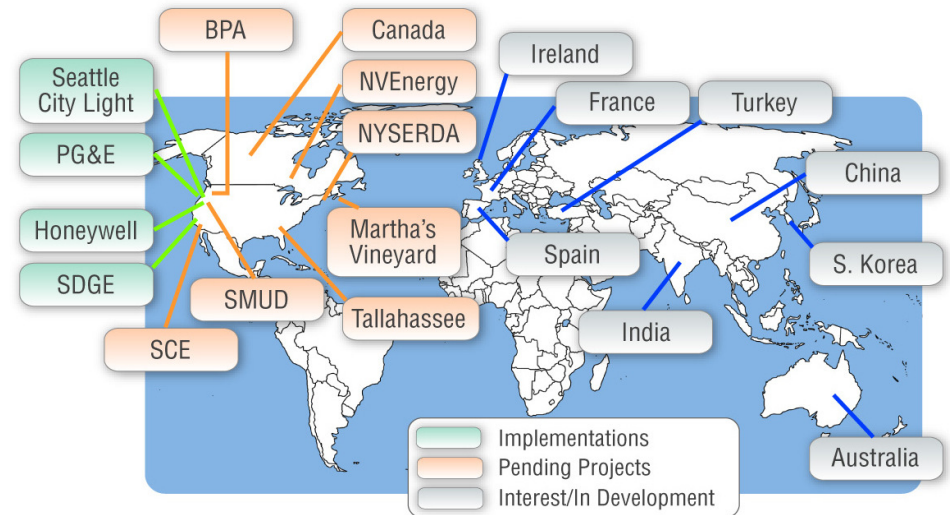 BPA
Canada
Ireland
Seattle
City Light
NVEnergy
France
Turkey
PG&E
NYSERDA
China
Honeywell
Martha's
Vineyard
Spain
S. Korea
SDGE
SMUD
Tallahassee
India
SCE
Implementations
Pending Projects
Interest/In Development
Australia